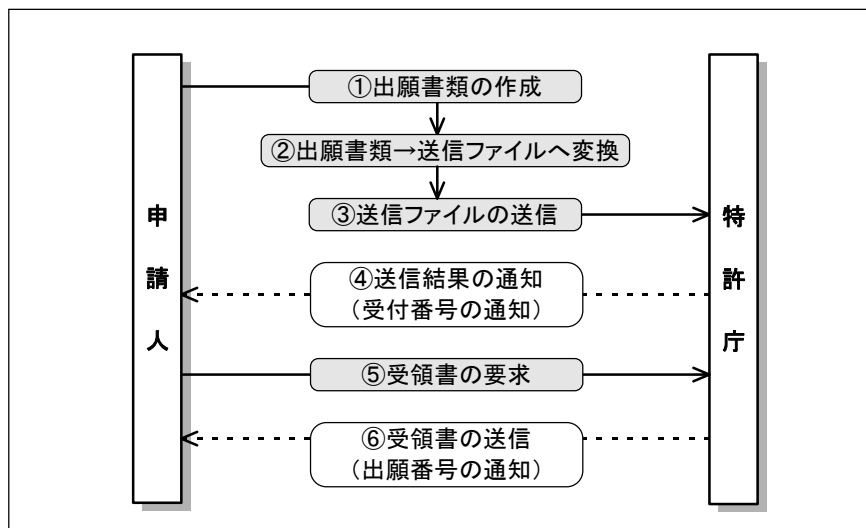 ①出願書類の作成
②出願書類→送信ファイルへ変換
③送信ファイルの送信
④送信結果の通知
（受付番号の通知）
⑤受領書の要求
⑥受領書の送信
（出願番号の通知）
申請人
特許庁